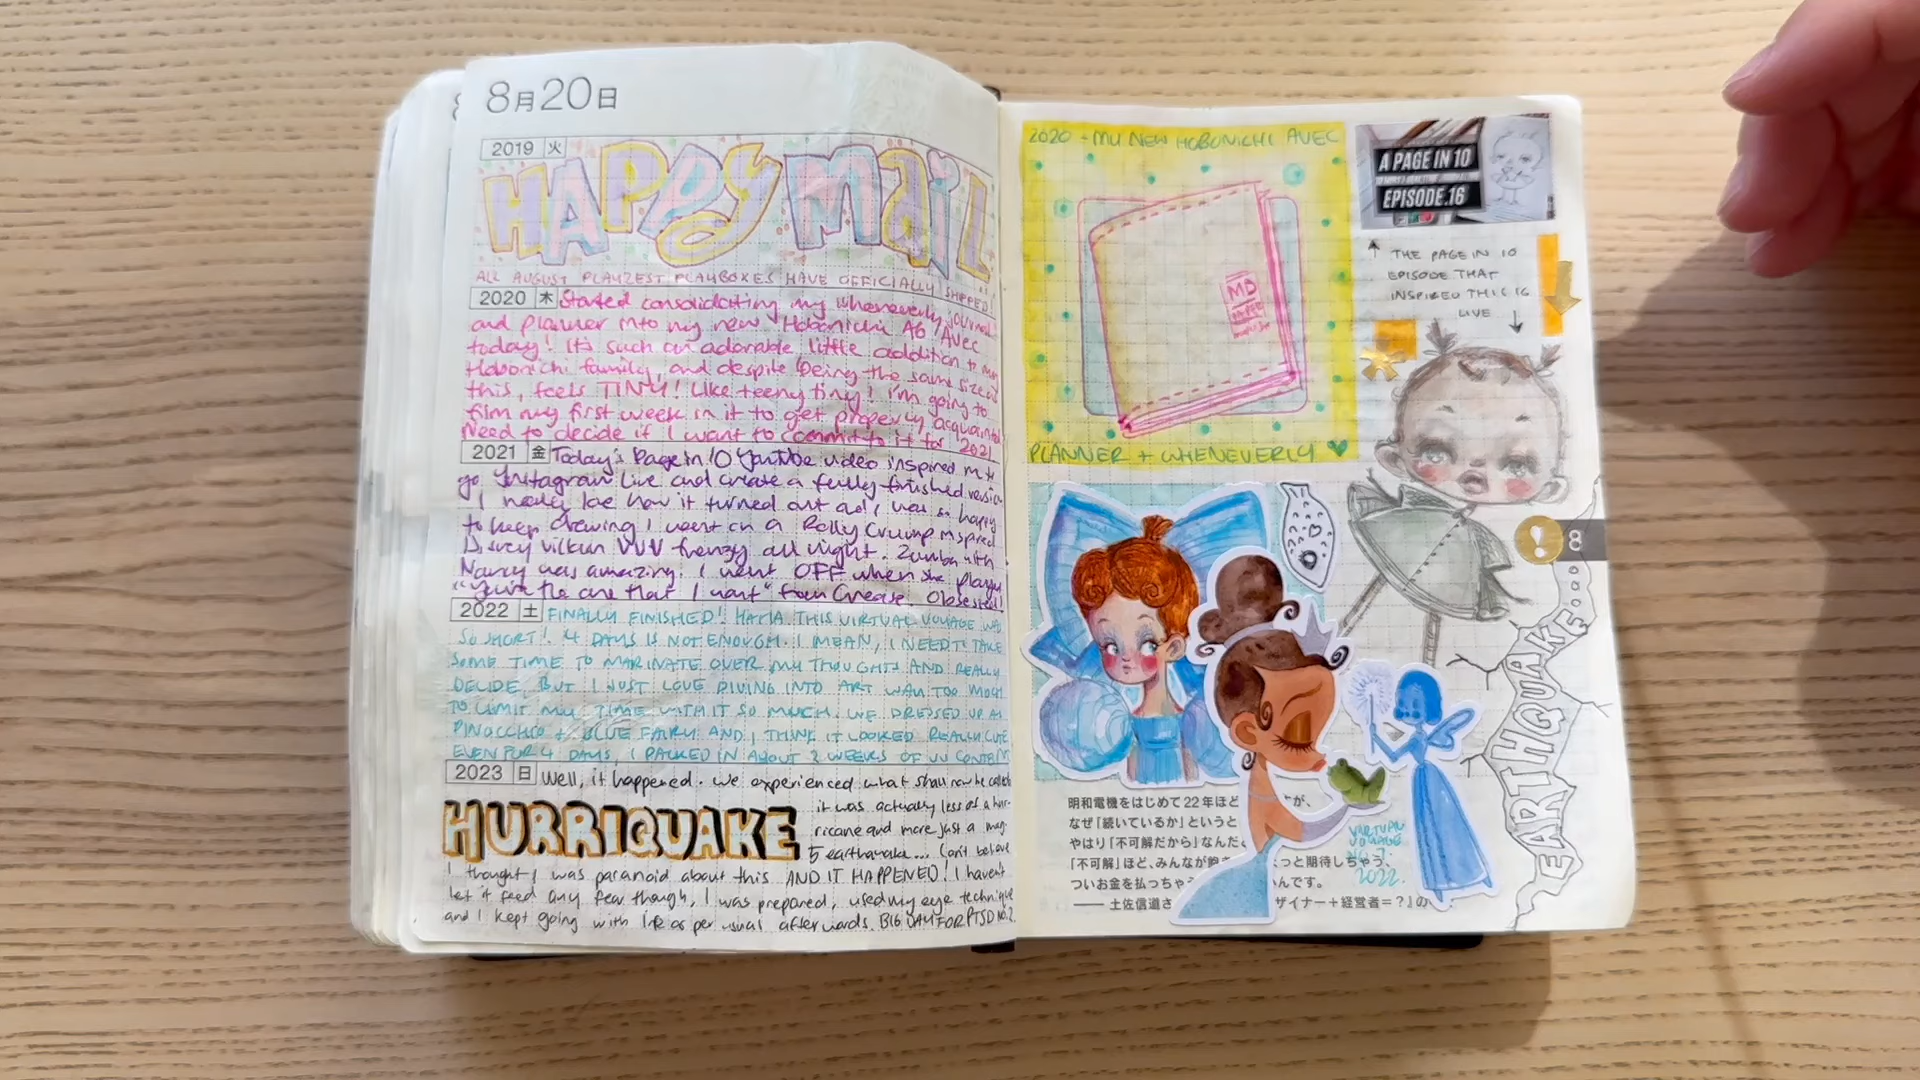 8月20日
2019 火
HAPPY MAIL
ALL AUGUST PLAYZEST PLAYBOXES HAVE OFFICIALLY SHIPPED!
2020 木 Started consolidating my wheneverly journal
and planner into my new Hobonichi A6 Avec
today! It's such an adorable little addition to my
Hobonichi family, and despite being the same size as
this, feels TINY! Like teeny tiny! I'm going to
film my first week in it to get properly acquainted
Need to decide if I want to commit to it for 2021
2021 金 Today's Page in 10 YouTube video inspired me to
go Instagram Live and create a fully finished version
I really love how it turned out and I was so happy
to keep drawing I went on a Rolly Crump inspired
Disney villain VVV frenzy all night. Zumba with
Nancy was amazing. I went OFF when she played
"You're the one that I want" from Grease. Obsessed!
2022 土 FINALLY FINISHED! HAHA THIS VIRTUAL VOYAGE WAS
SO SHORT! 4 DAYS IS NOT ENOUGH. I MEAN, I NEED TO TAKE
SOME TIME TO MARINATE OVER MY THOUGHTS AND REALLY
DECIDE, BUT I JUST LOVE DIVING INTO ART WAY TOO MUCH
TO LIMIT MY TIME WITH IT SO MUCH. WE DRESSED UP AS
PINOCCHIO + BLUE FAIRY AND I THINK IT LOOKED REALLY CUTE
EVEN FOR 4 DAYS, I PACKED IN ABOUT 2 WEEKS OF VV CONTENT
2023 日 Well, it happened. We experienced what shall now be called
HURRIQUAKE
it was actually less of a hur-
ricane and more just a mag
5 earthquake... Can't believe
I thought I was paranoid about this AND IT HAPPENED! I haven't
let it feed any fear though, I was prepared, used my eye technique
and I kept going with life as per usual afterwards. BIG DAY FOR PTSD NO.2.
2020 - MY NEW HOBONICHI AVEC
MB
PLANNER + WHENEVERLY
A PAGE IN 10
EPISODE.16
THE PAGE IN 10
EPISODE THAT
INSPIRED THIS IG
LIVE
8
EARTHQUAKE
明和電機をはじめて22年ほど が、
なぜ「続いているか」というと
やはり「不可解だから」なんだ
「不可解」ほど、みんなが飽き っと期待しちゃう、
ついお金を払っちゃ んです。
── 土佐信道さ ザイナー+経営者=？』の
VIRTUAL
VOYAGE
NO.7.
2022.